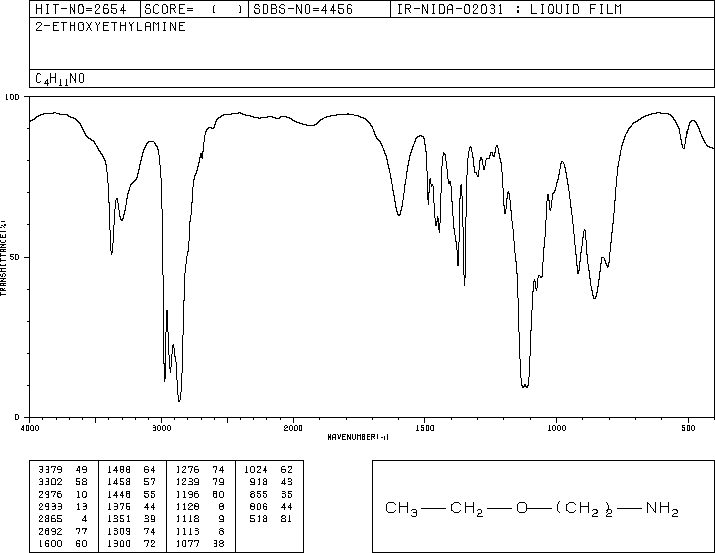 HIT-NO=2654 SCORE= ( ) SDBS-NO=4456 IR-NIDA-02031 : LIQUID FILM
2-ETHOXYETHYLAMINE
C4H11NO
100
TRANSMITTANCE(%)
50
0
4000 3000 2000 1500 1000 500
WAVENUMBER(-1)
3379 49 1488 64 1276 74 1024 62
3302 58 1458 57 1239 79 918 43
2976 10 1448 55 1196 60 855 35
2933 13 1376 44 1128 8 806 44
2865 4 1351 39 1118 9 518 81
2692 77 1309 74 1113 8
1600 60 1300 72 1077 38
CH3—CH2—O—(CH2)2—NH2